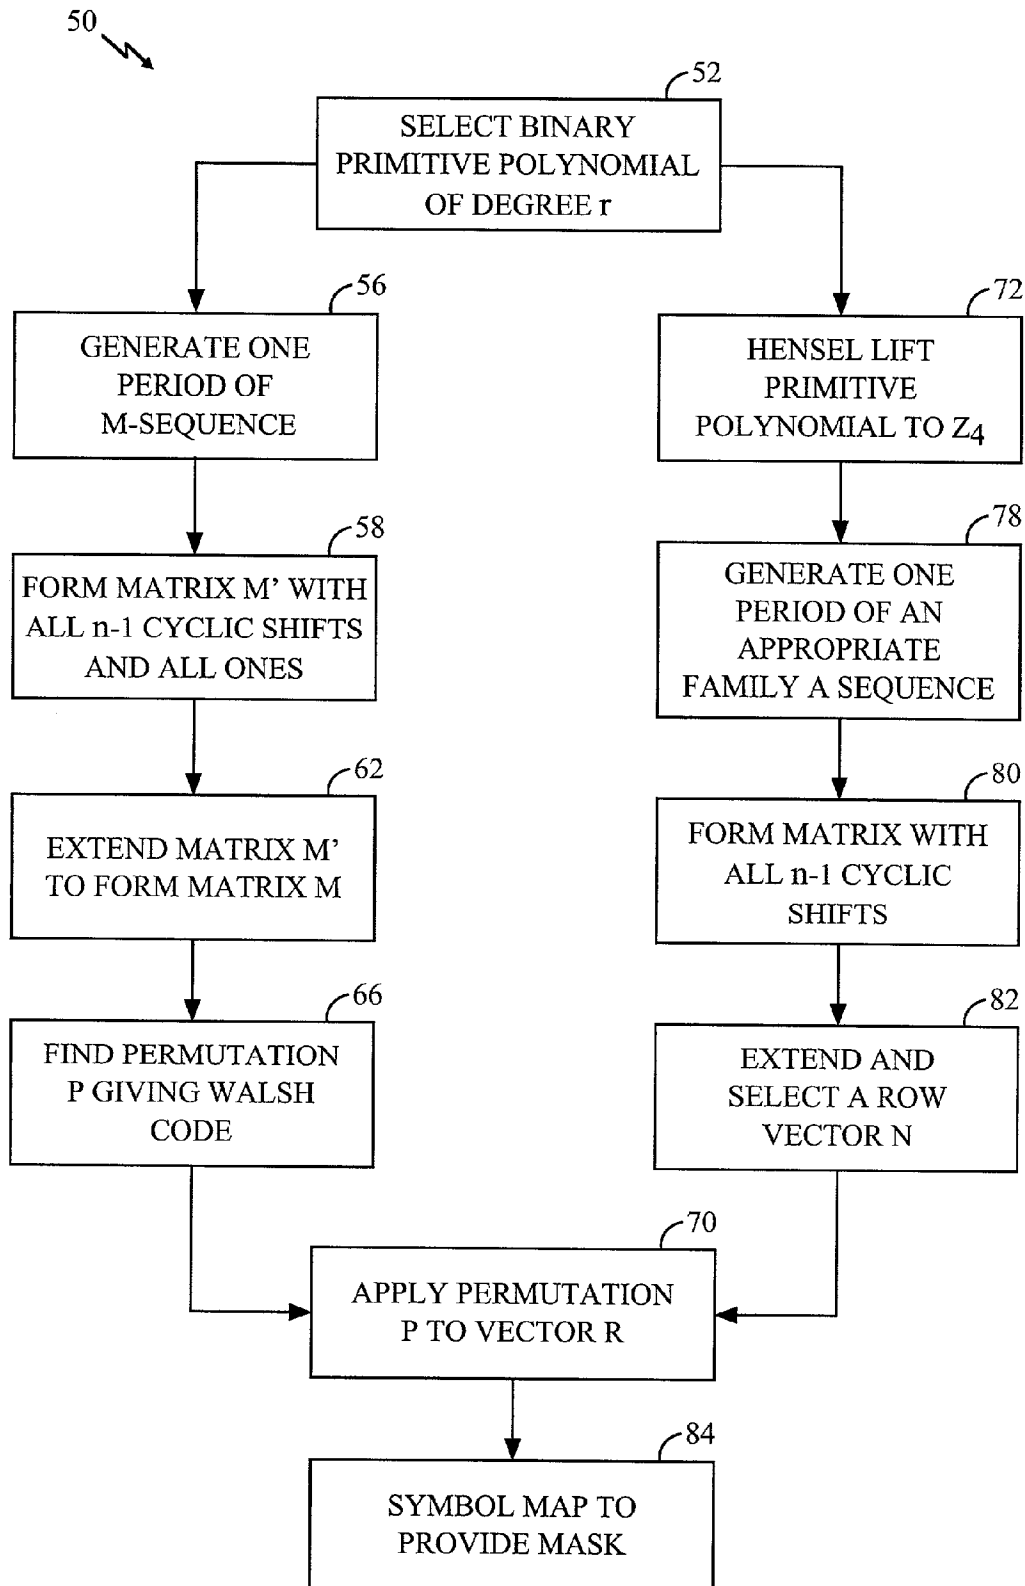 50
52
SELECT BINARY
PRIMITIVE POLYNOMIAL
OF DEGREE r
56
GENERATE ONE
PERIOD OF
M-SEQUENCE
72
HENSEL LIFT
PRIMITIVE
POLYNOMIAL TO Z4
58
FORM MATRIX M' WITH
ALL n-1 CYCLIC SHIFTS
AND ALL ONES
78
GENERATE ONE
PERIOD OF AN
APPROPRIATE
FAMILY A SEQUENCE
62
EXTEND MATRIX M'
TO FORM MATRIX M
80
FORM MATRIX WITH
ALL n-1 CYCLIC
SHIFTS
66
FIND PERMUTATION
P GIVING WALSH
CODE
82
EXTEND AND
SELECT A ROW
VECTOR N
70
APPLY PERMUTATION
P TO VECTOR R
84
SYMBOL MAP TO
PROVIDE MASK